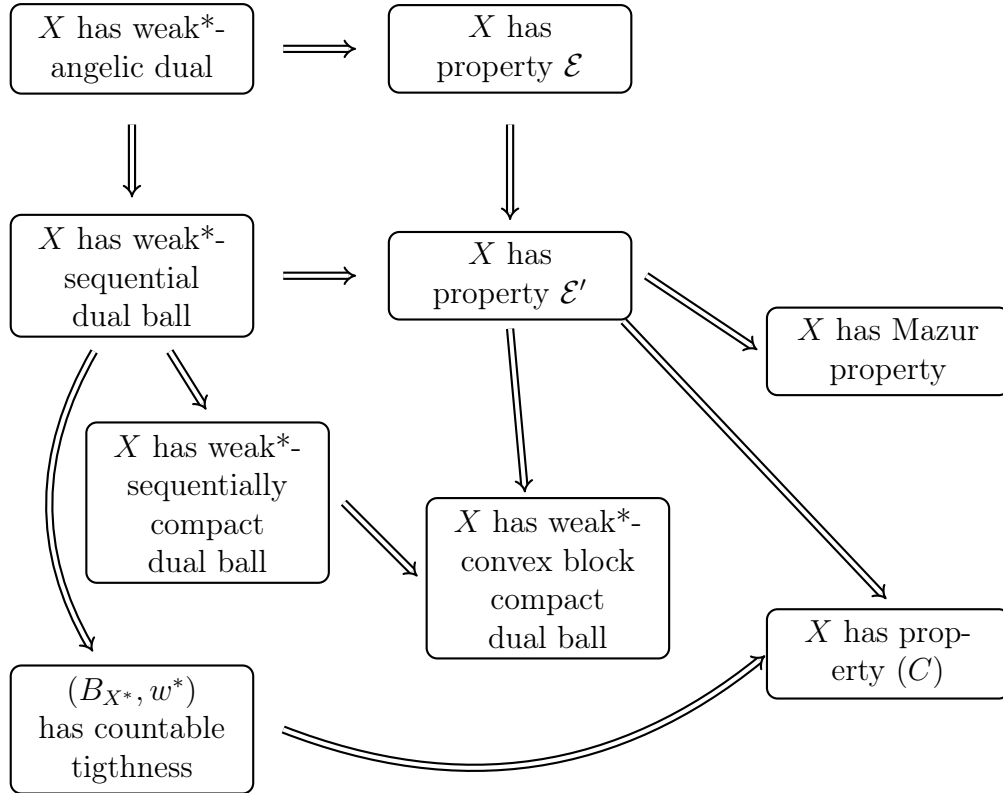 X has weak*-
angelic dual
X has
property ℰ
X has weak*-
sequential
dual ball
X has
property ℰ′
X has Mazur
property
X has weak*-
sequentially
compact
dual ball
X has weak*-
convex block
compact
dual ball
X has prop-
erty (C)
(B_{X*}, w*)
has countable
tigthness